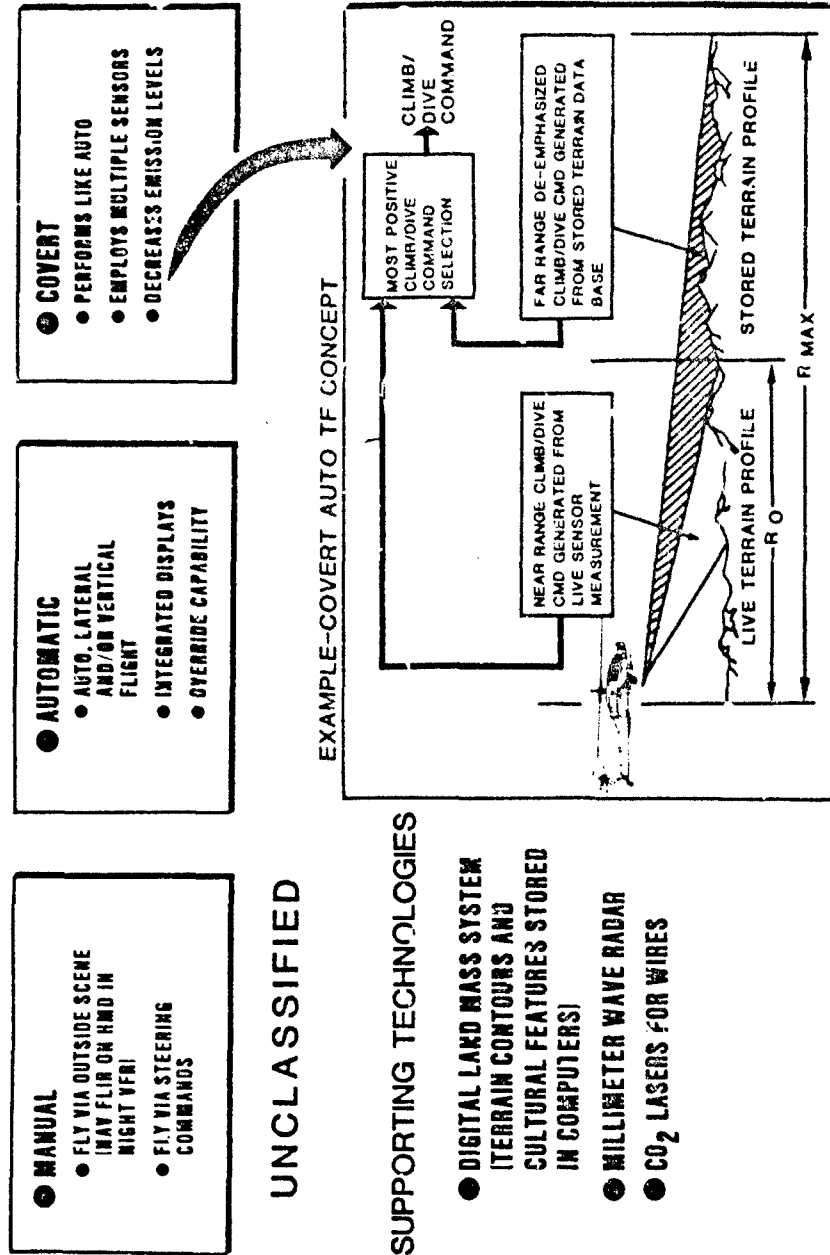 ● MANUAL
● FLY VIA OUTSIDE SCENE
(NAV FLIR ON HMD IN
NIGHT VFR)
● FLY VIA STEERING
COMMANDS
● AUTOMATIC
● AUTO, LATERAL
AND/OR VERTICAL
FLIGHT
● INTEGRATED DISPLAYS
● OVERRIDE CAPABILITY
● COVERT
● PERFORMS LIKE AUTO
● EMPLOYS MULTIPLE SENSORS
● DECREASES EMISSION LEVELS
UNCLASSIFIED
SUPPORTING TECHNOLOGIES
● DIGITAL LAND MASS SYSTEM
(TERRAIN CONTOURS AND
CULTURAL FEATURES STORED
IN COMPUTERS)
● MILLIMETER WAVE RADAR
● CO2 LASERS FOR WIRES
EXAMPLE-COVERT AUTO TF CONCEPT
MOST POSITIVE
CLIMB/DIVE
COMMAND
SELECTION
CLIMB/
DIVE
COMMAND
NEAR RANGE CLIMB/DIVE
CMD GENERATED FROM
LIVE SENSOR
MEASUREMENT
FAR RANGE DE-EMPHASIZED
CLIMB/DIVE CMD GENERATED
FROM STORED TERRAIN DATA
BASE
LIVE TERRAIN PROFILE
STORED TERRAIN PROFILE
RO
RMAX